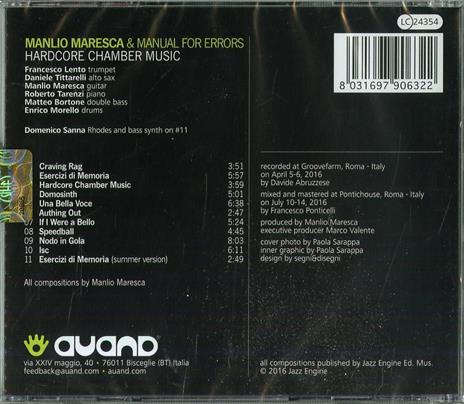 LC 24354
MANLIO MARESCA & MANUAL FOR ERRORS
HARDCORE CHAMBER MUSIC
Francesco Lento trumpet
Daniele Tittarelli alto sax
Manlio Maresca guitar
Roberto Tarenzi piano
Matteo Bortone double bass
Enrico Morello drums
Domenico Sanna Rhodes and bass synth on #11
8 031697 906322
Craving Rag 3:51
Esercizi di Memoria 5:57
Hardcore Chamber Music 3:59
Domosinth 5:51
Una Bella Voce 6:38
Authing Out 2:47
07 If I Were a Bello 5:29
08 Speedball 4:31
09 Nodo in Gola 8:03
10 Isc 6:11
11 Esercizi di Memoria (summer version) 2:49
All compositions by Manlio Maresca
recorded at Groovefarm, Roma - Italy
on April 5-6, 2016
by Davide Abruzzese
mixed and mastered at Pontichouse, Roma - Italy
on July 10-14, 2016
by Francesco Ponticelli
produced by Manlio Maresca
executive producer Marco Valente
cover photo by Paola Sarappa
inner graphic by Paola Sarappa
design by segni&disegni
auand
via XXIV maggio, 40 • 76011 Bisceglie (BT) Italia
feedback@auand.com • auand.com
all compositions published by Jazz Engine Ed. Mus.
© 2016 Jazz Engine